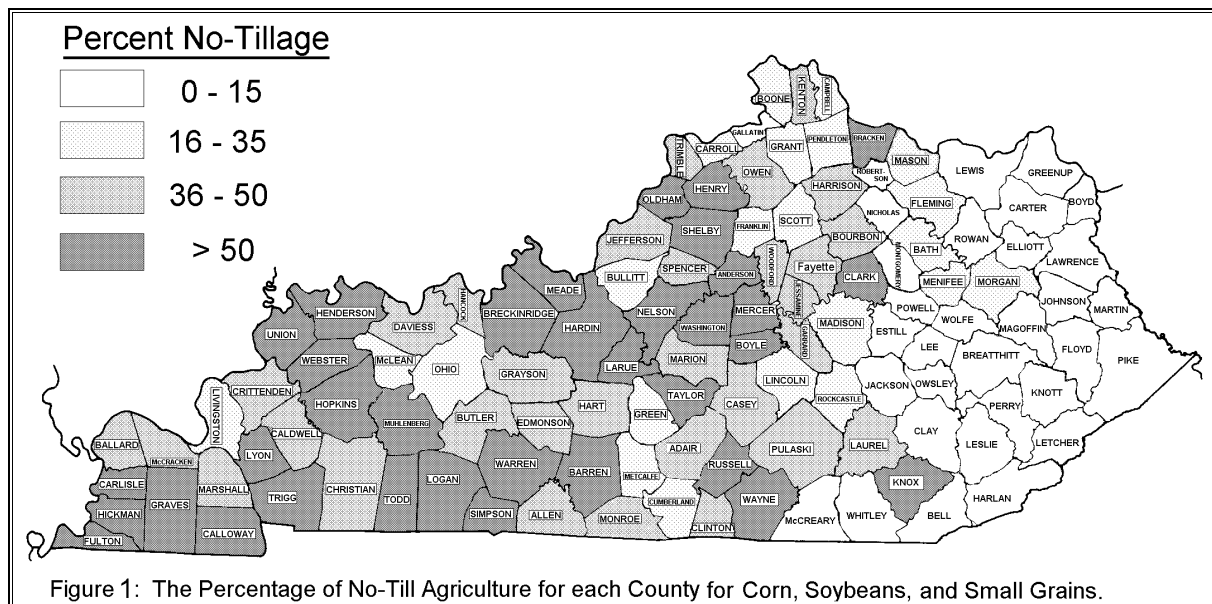 Percent No-Tillage
0 - 15
16 - 35
36 - 50
> 50
BOONE
KENTON
CAMPBELL
GALLATIN
GRANT
PENDLETON
BRACKEN
TRIMBLE
CARROLL
OWEN
ROBERT-
SON
MASON
LEWIS
GREENUP
OLDHAM
HENRY
HARRISON
NICHOLAS
FLEMING
CARTER
BOYD
JEFFERSON
SHELBY
FRANKLIN
SCOTT
BOURBON
BATH
ROWAN
ELLIOTT
LAWRENCE
BULLITT
SPENCER
ANDERSON
WOODFORD
Fayette
CLARK
MONTGOMERY
MENIFEE
MORGAN
JOHNSON
MARTIN
HANCOCK
MEADE
BRECKINRIDGE
HARDIN
NELSON
WASHINGTON
MERCER
JESSAMINE
GARRARD
MADISON
ESTILL
POWELL
WOLFE
MAGOFFIN
FLOYD
PIKE
HENDERSON
UNION
DAVIESS
WEBSTER
McLEAN
OHIO
GRAYSON
LARUE
MARION
BOYLE
LINCOLN
ROCKCASTLE
JACKSON
LEE
OWSLEY
BREATHITT
KNOTT
PERRY
LETCHER
CRITTENDEN
LIVINGSTON
HOPKINS
MUHLENBERG
BUTLER
EDMONSON
HART
GREEN
TAYLOR
CASEY
PULASKI
LAUREL
CLAY
LESLIE
HARLAN
BALLARD
McCRACKEN
CALDWELL
LYON
CARLISLE
GRAVES
MARSHALL
TRIGG
CHRISTIAN
TODD
LOGAN
WARREN
BARREN
METCALFE
ADAIR
RUSSELL
WAYNE
KNOX
BELL
HICKMAN
FULTON
CALLOWAY
SIMPSON
ALLEN
MONROE
CUMBERLAND
CLINTON
McCREARY
WHITLEY
Figure 1: The Percentage of No-Till Agriculture for each County for Corn, Soybeans, and Small Grains.